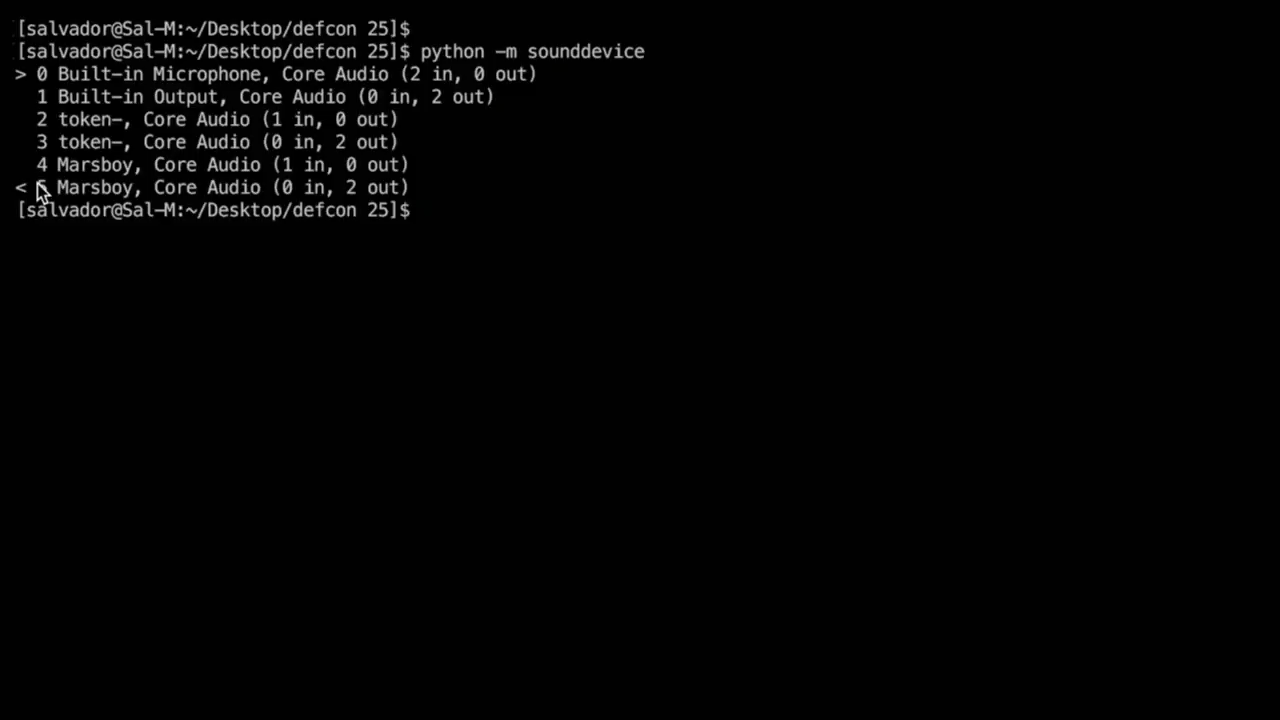 [salvador@Sal-M:~/Desktop/defcon 25]$
[salvador@Sal-M:~/Desktop/defcon 25]$ python -m sounddevice
> 0 Built-in Microphone, Core Audio (2 in, 0 out)
1 Built-in Output, Core Audio (0 in, 2 out)
2 token-, Core Audio (1 in, 0 out)
3 token-, Core Audio (0 in, 2 out)
4 Marsboy, Core Audio (1 in, 0 out)
< 5 Marsboy, Core Audio (0 in, 2 out)
[salvador@Sal-M:~/Desktop/defcon 25]$